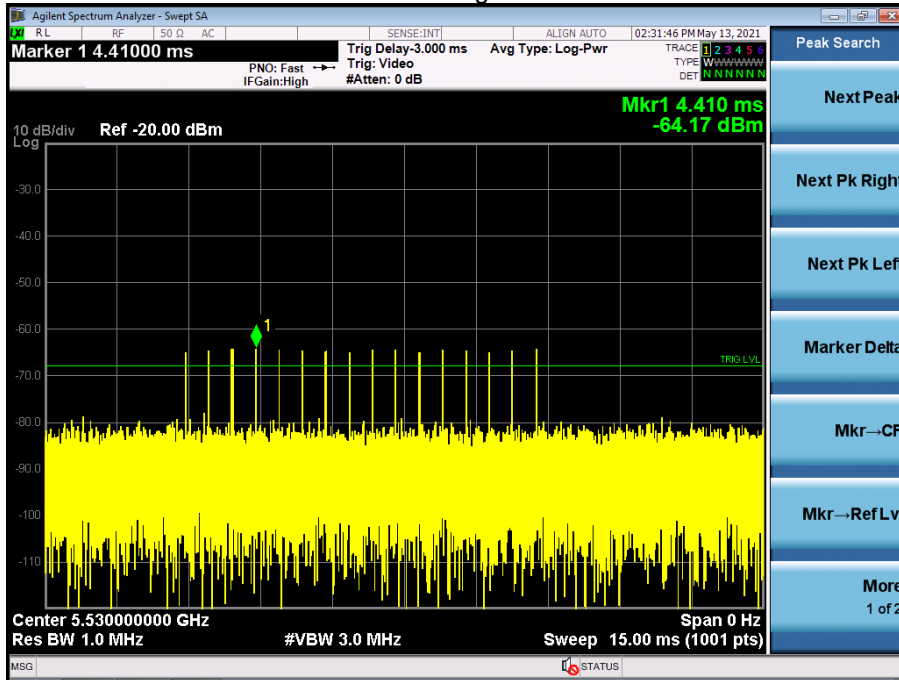 Agilent Spectrum Analyzer - Swept SA
LXI RL RF 50 Ω AC SENSE:INT ALIGN AUTO 02:31:46 PM May 13, 2021
Marker 1 4.41000 ms
PNO: Fast
IFGain:High
Trig Delay-3.000 ms
Trig: Video
#Atten: 0 dB
Avg Type: Log-Pwr
TRACE 1 2 3 4 5 6
TYPE WWWWWW
DET N N N N N N
Peak Search
Mkr1 4.410 ms
-64.17 dBm
10 dB/div Ref -20.00 dBm
Log
-30.0
-40.0
-50.0
-60.0
-70.0
-80.0
-90.0
-100
-110
1
TRIG LVL
Center 5.530000000 GHz Span 0 Hz
Res BW 1.0 MHz #VBW 3.0 MHz Sweep 15.00 ms (1001 pts)
MSG STATUS
Next Peak
Next Pk Right
Next Pk Left
Marker Delta
Mkr→CF
Mkr→Ref Lv
More
1 of 2